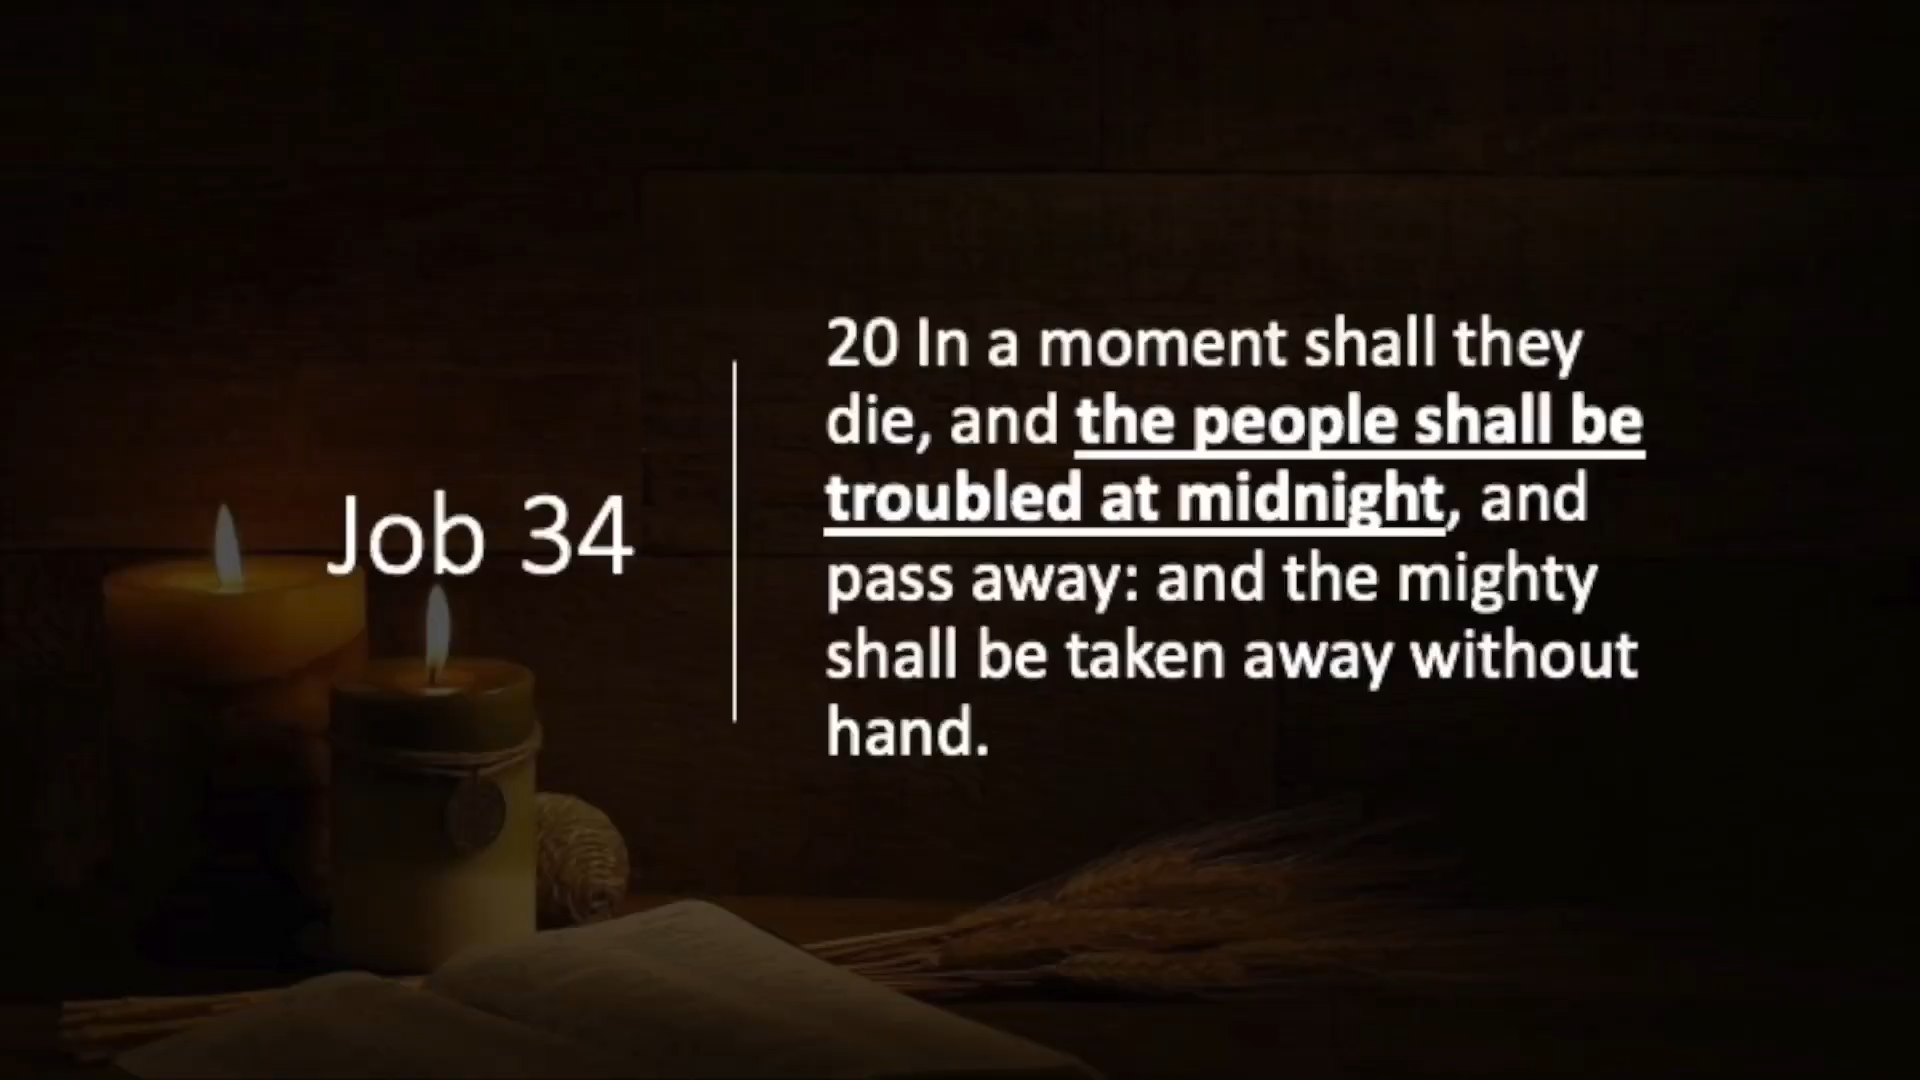 Job 34
20 In a moment shall they
die, and the people shall be
troubled at midnight, and
pass away: and the mighty
shall be taken away without
hand.